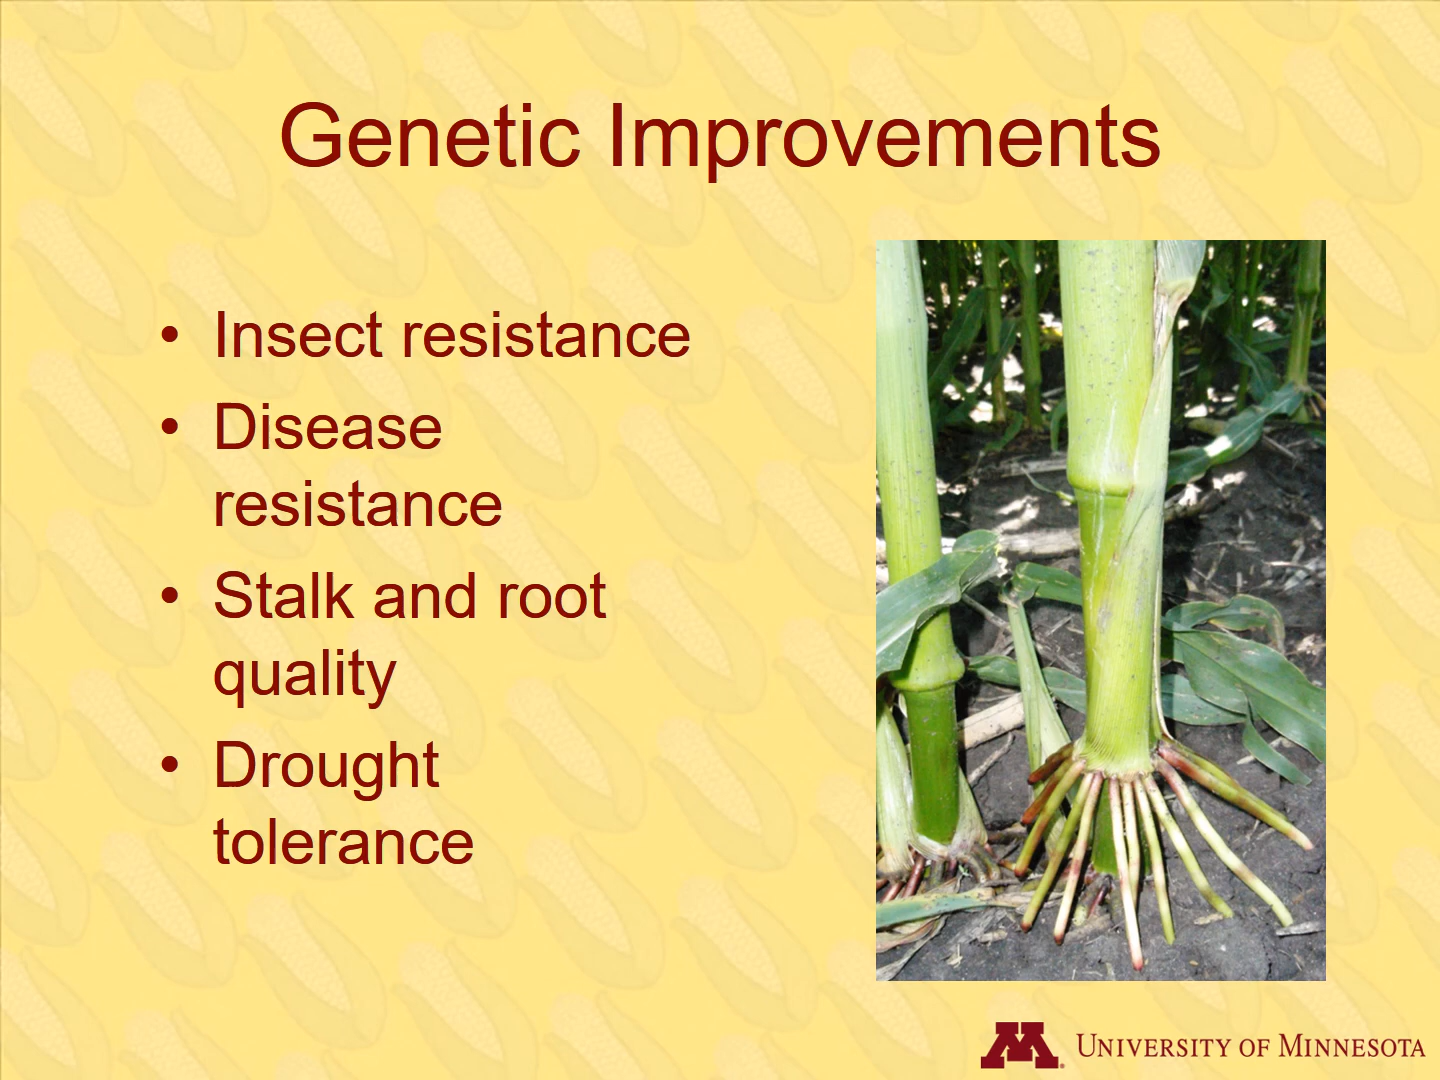 Genetic Improvements
• Insect resistance
• Disease
resistance
• Stalk and root
quality
• Drought
tolerance
M
UNIVERSITY OF MINNESOTA